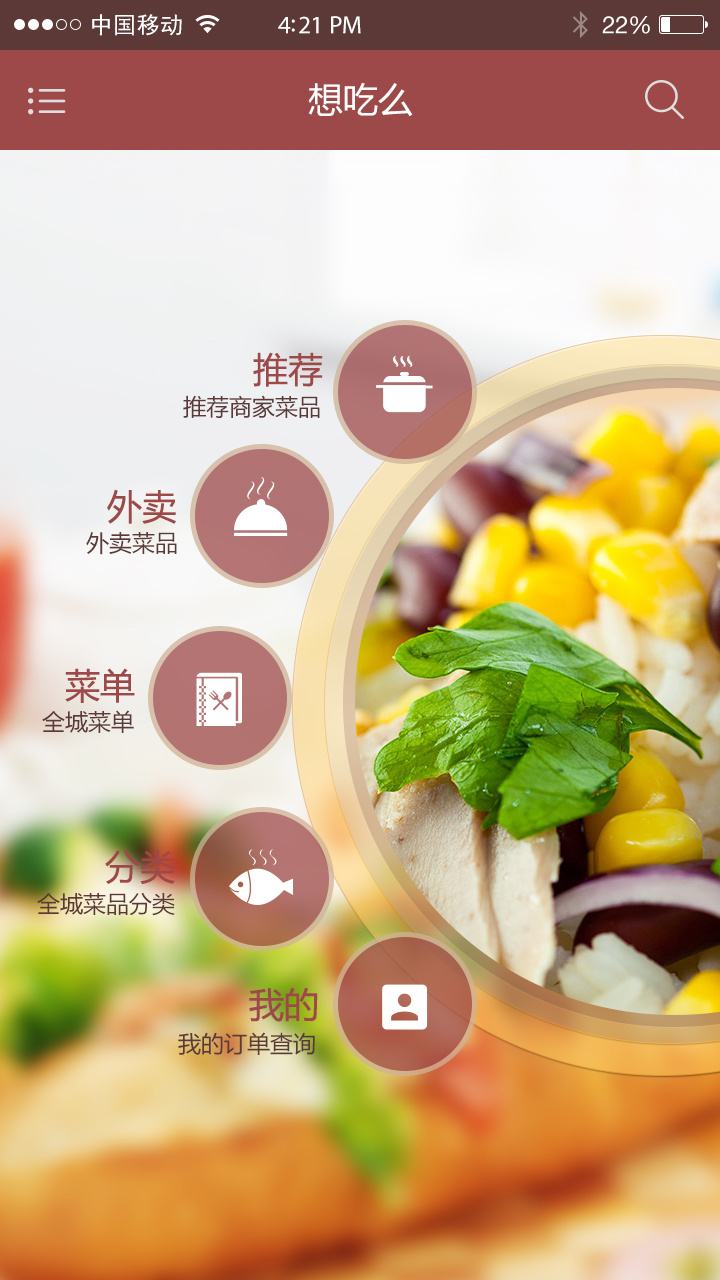 中国移动 4:21 PM 22%
想吃么
推荐
推荐商家菜品
外卖
外卖菜品
菜单
全城菜单
分类
全城菜品分类
我的
我的订单查询